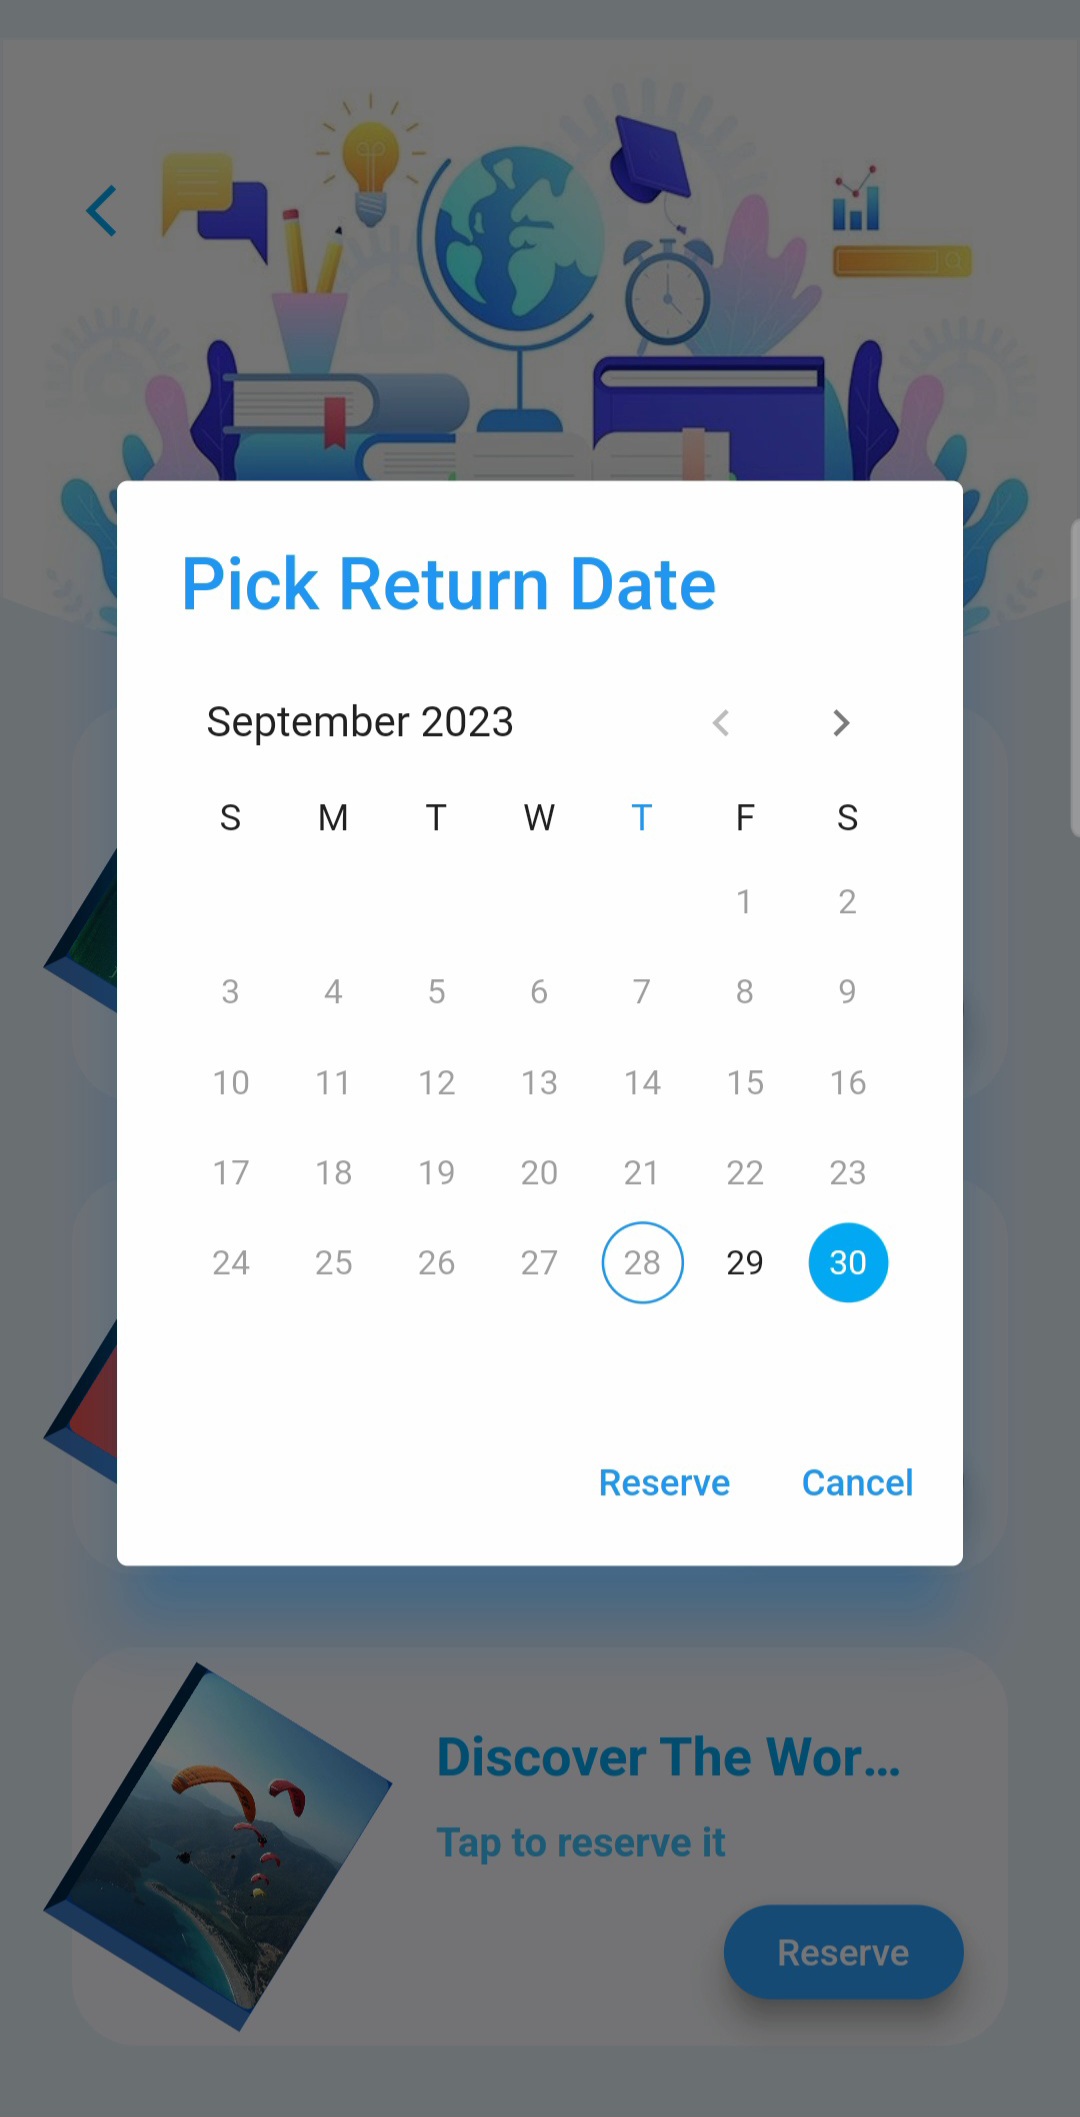 Pick Return Date
September 2023
S M T W T F S
1 2
3 4 5 6 7 8 9
10 11 12 13 14 15 16
17 18 19 20 21 22 23
24 25 26 27 28 29 30
Reserve Cancel
Discover The Wor...
Tap to reserve it
Reserve